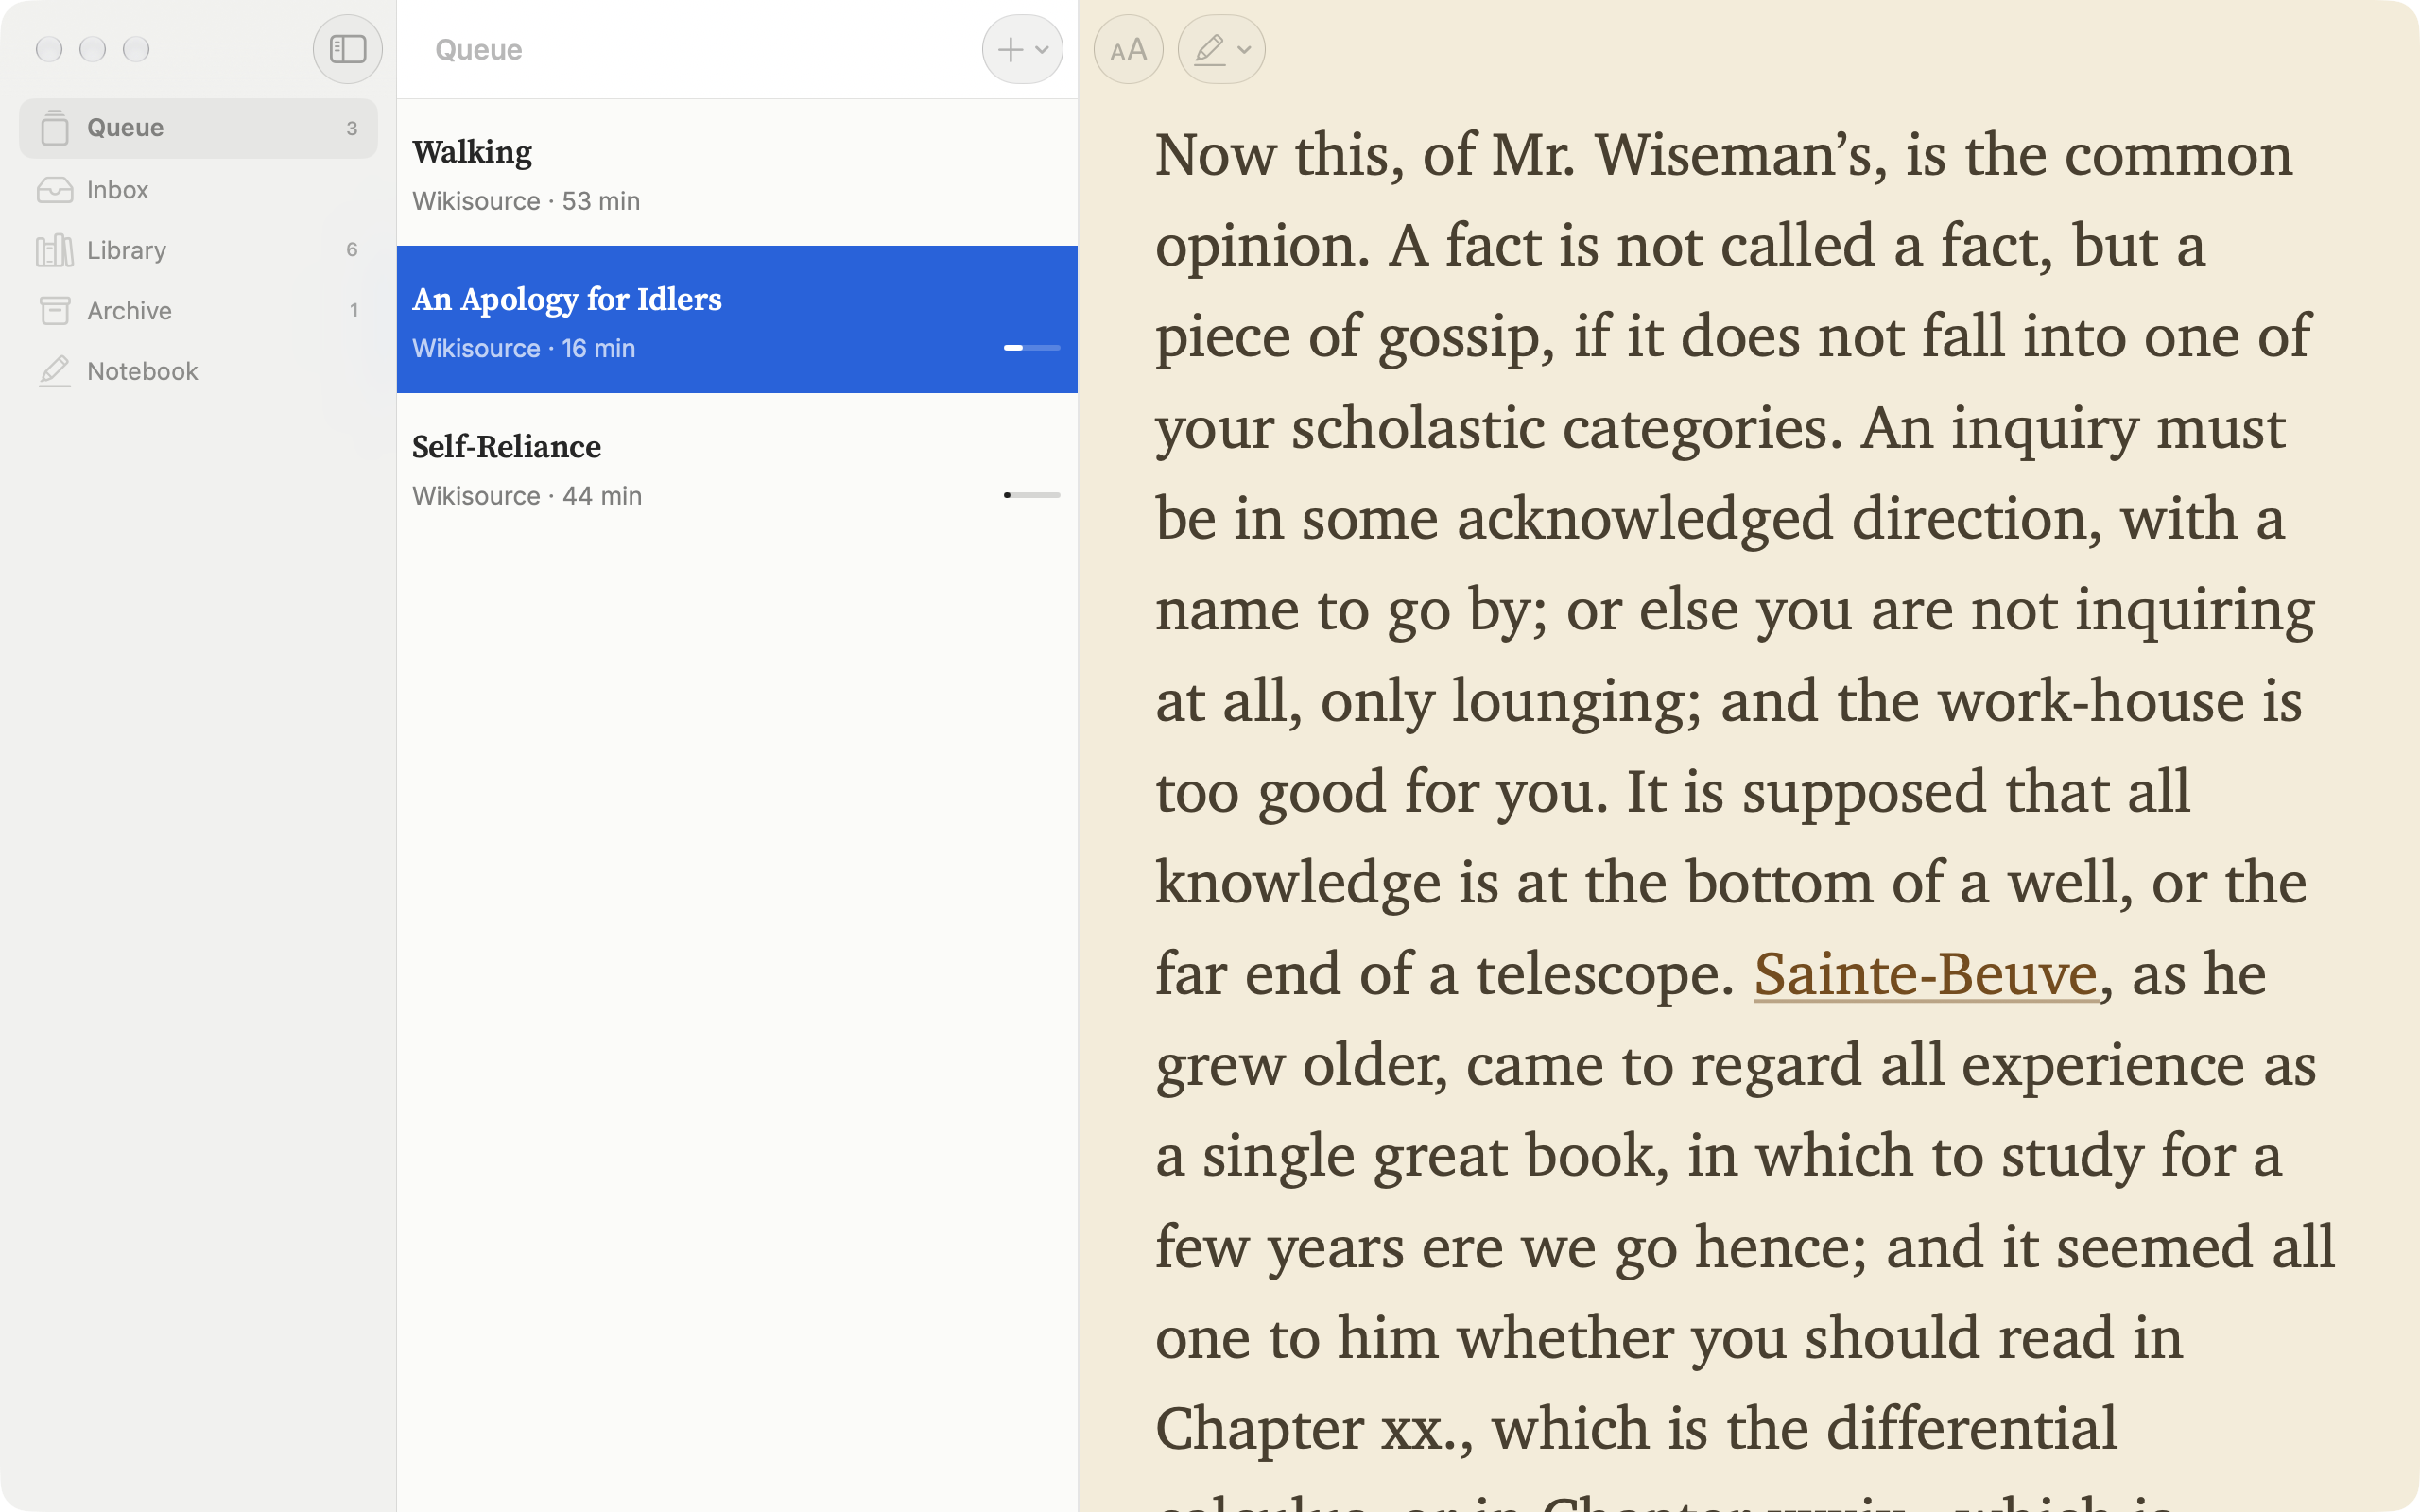 Queue 3
Inbox
Library 6
Archive 1
Notebook
Queue
Walking
Wikisource · 53 min
An Apology for Idlers
Wikisource · 16 min
Self-Reliance
Wikisource · 44 min
AA
Now this, of Mr. Wiseman’s, is the common
opinion. A fact is not called a fact, but a
piece of gossip, if it does not fall into one of
your scholastic categories. An inquiry must
be in some acknowledged direction, with a
name to go by; or else you are not inquiring
at all, only lounging; and the work-house is
too good for you. It is supposed that all
knowledge is at the bottom of a well, or the
far end of a telescope. Sainte-Beuve, as he
grew older, came to regard all experience as
a single great book, in which to study for a
few years ere we go hence; and it seemed all
one to him whether you should read in
Chapter xx., which is the differential
calculus, or in Chapter xxxix., which is